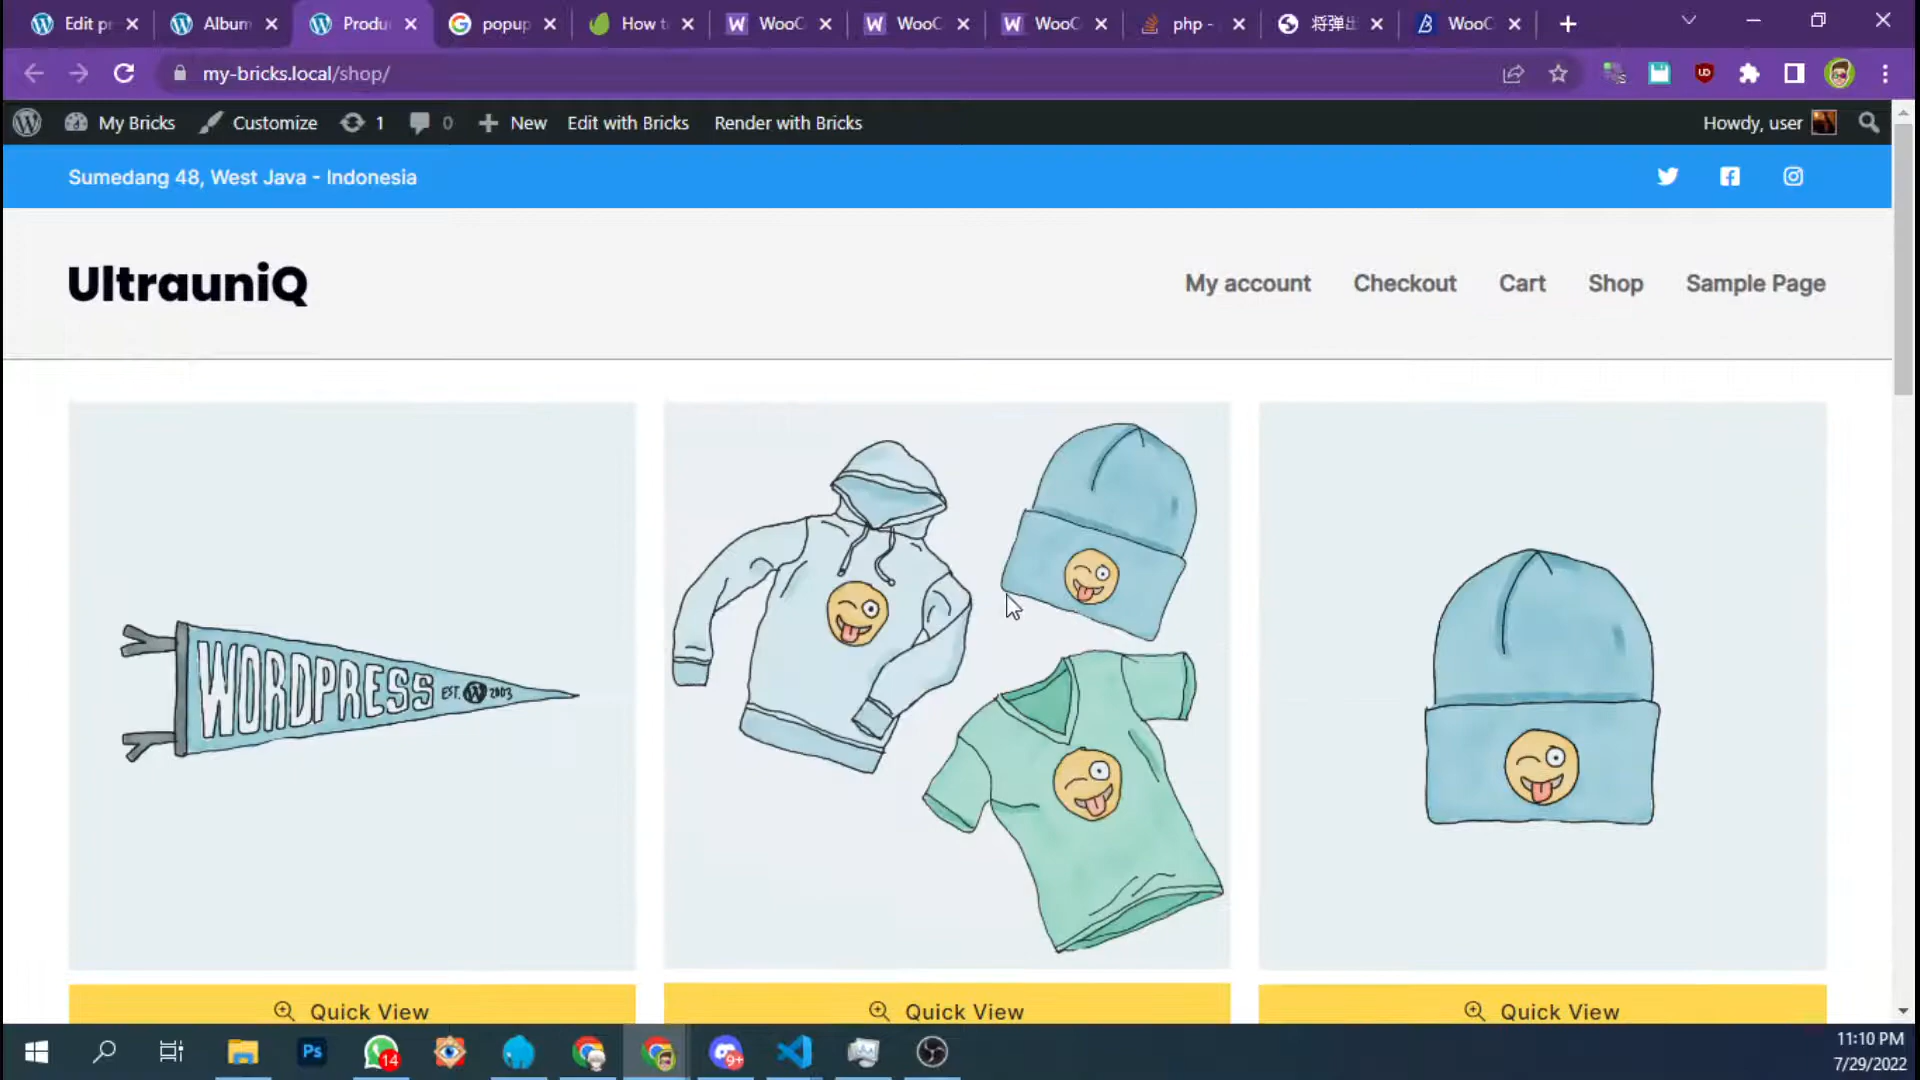 Edit pr
Album
Produ
popup
How t
WooC
WooC
WooC
php -
将弹出
WooC
my-bricks.local/shop/
My Bricks
Customize
1
0
New
Edit with Bricks
Render with Bricks
Howdy, user
Sumedang 48, West Java - Indonesia
UltrauniQ
My account
Checkout
Cart
Shop
Sample Page
WORDPRESS EST. 2003
Quick View
Quick View
Quick View
Ps
14
9+
11:10 PM
7/29/2022